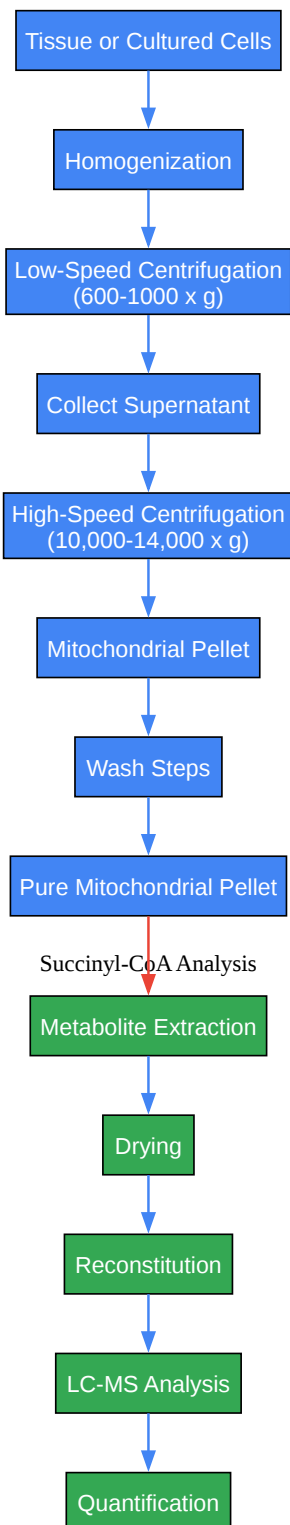 Tissue or Cultured Cells
Homogenization
Low-Speed Centrifugation
(600-1000 x g)
Collect Supernatant
High-Speed Centrifugation
(10,000-14,000 x g)
Mitochondrial Pellet
Wash Steps
Pure Mitochondrial Pellet
Succinyl-CoA Analysis
Metabolite Extraction
Drying
Reconstitution
LC-MS Analysis
Quantification